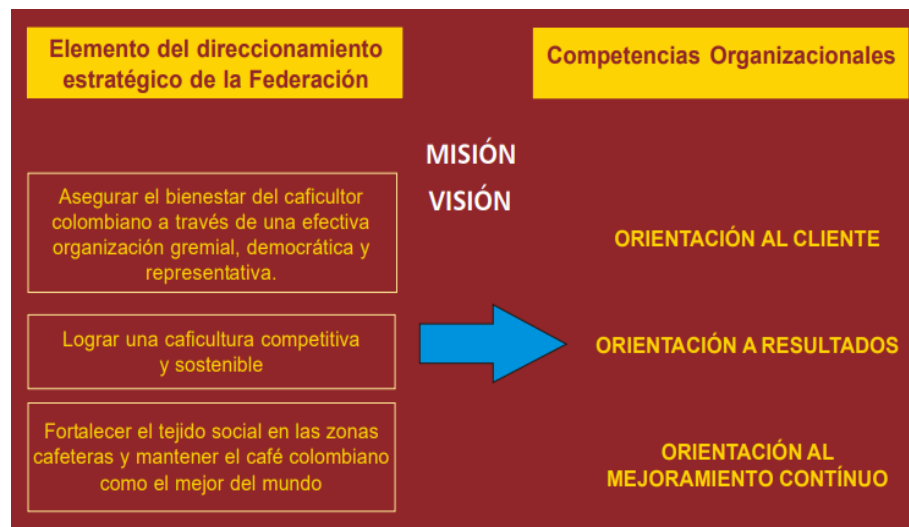 Elemento del direccionamiento
estratégico de la Federación
Competencias Organizacionales
MISIÓN
VISIÓN
Asegurar el bienestar del caficultor
colombiano a través de una efectiva
organización gremial, democrática y
representativa.
ORIENTACIÓN AL CLIENTE
Lograr una caficultura competitiva
y sostenible
ORIENTACIÓN A RESULTADOS
Fortalecer el tejido social en las zonas
cafeteras y mantener el café colombiano
como el mejor del mundo
ORIENTACIÓN AL
MEJORAMIENTO CONTÍNUO